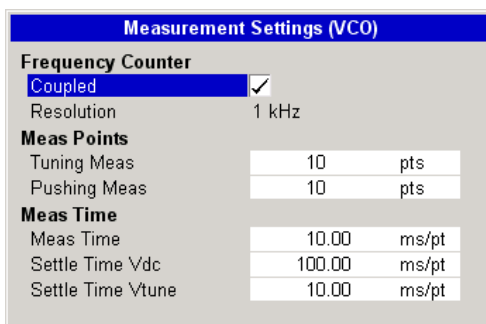 Measurement Settings (VCO)
Frequency Counter
Coupled
Resolution 1 kHz
Meas Points
Tuning Meas 10 pts
Pushing Meas 10 pts
Meas Time
Meas Time 10.00 ms/pt
Settle Time Vdc 100.00 ms/pt
Settle Time Vtune 10.00 ms/pt